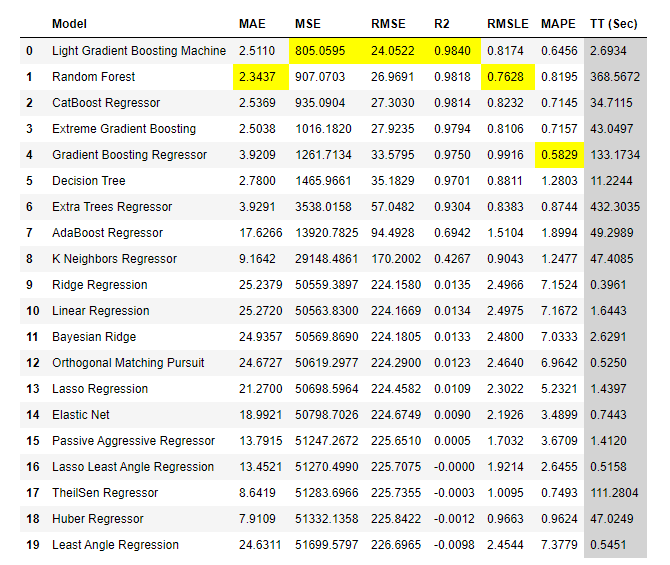 Model MAE MSE RMSE R2 RMSLE MAPE TT (Sec)
0 Light Gradient Boosting Machine 2.5110 805.0595 24.0522 0.9840 0.8174 0.6456 2.6934
1 Random Forest 2.3437 907.0703 26.9691 0.9818 0.7628 0.8195 368.5672
2 CatBoost Regressor 2.5369 935.0904 27.3030 0.9814 0.8232 0.7145 34.7115
3 Extreme Gradient Boosting 2.5038 1016.1820 27.9235 0.9794 0.8106 0.7157 43.0497
4 Gradient Boosting Regressor 3.9209 1261.7134 33.5795 0.9750 0.9916 0.5829 133.1734
5 Decision Tree 2.7800 1465.9661 35.1829 0.9701 0.8811 1.2803 11.2244
6 Extra Trees Regressor 3.9291 3538.0158 57.0482 0.9304 0.8383 0.8744 432.3035
7 AdaBoost Regressor 17.6266 13920.7825 94.4928 0.6942 1.5104 1.8994 49.2989
8 K Neighbors Regressor 9.1642 29148.4861 170.2002 0.4267 0.9043 1.2477 47.4085
9 Ridge Regression 25.2379 50559.3897 224.1580 0.0135 2.4966 7.1524 0.3961
10 Linear Regression 25.2720 50563.8300 224.1669 0.0134 2.4975 7.1672 1.6443
11 Bayesian Ridge 24.9357 50569.8690 224.1805 0.0133 2.4800 7.0333 2.6291
12 Orthogonal Matching Pursuit 24.6727 50619.2977 224.2900 0.0123 2.4640 6.9642 0.5250
13 Lasso Regression 21.2700 50698.5964 224.4582 0.0109 2.3022 5.2321 1.4397
14 Elastic Net 18.9921 50798.7026 224.6749 0.0090 2.1926 3.4899 0.7443
15 Passive Aggressive Regressor 13.7915 51247.2672 225.6510 0.0005 1.7032 3.6709 1.4120
16 Lasso Least Angle Regression 13.4521 51270.4990 225.7075 -0.0000 1.9214 2.6455 0.5158
17 TheilSen Regressor 8.6419 51283.6966 225.7355 -0.0003 1.0095 0.7493 111.2804
18 Huber Regressor 7.9109 51332.1358 225.8422 -0.0012 0.9663 0.9624 47.0249
19 Least Angle Regression 24.6311 51699.5797 226.6965 -0.0098 2.4544 7.3779 0.5451